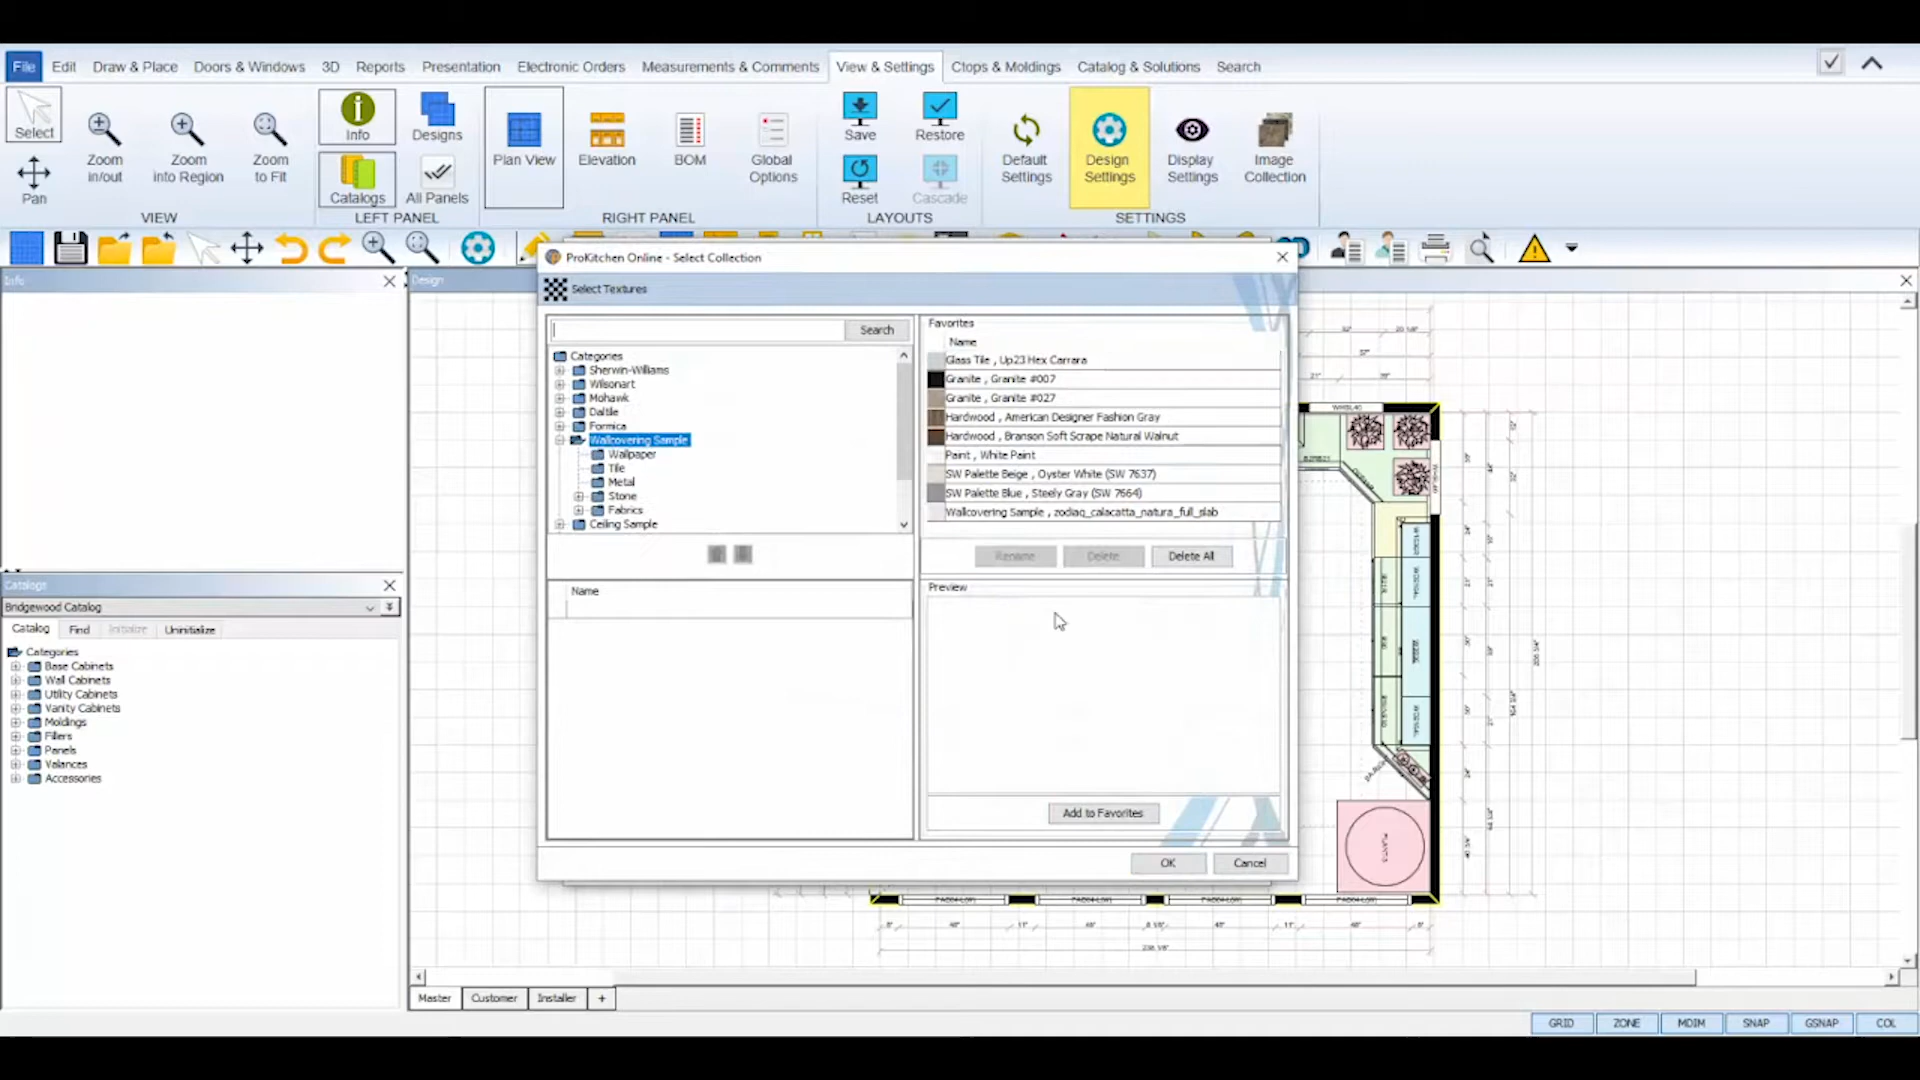 File Edit Draw & Place Doors & Windows 3D Reports Presentation Electronic Orders Measurements & Comments View & Settings Ctops & Moldings Catalog & Solutions Search
Select
Pan
Zoom in/out
Zoom into Region
Zoom to Fit
VIEW
Info
Designs
Catalogs
All Panels
LEFT PANEL
Plan View
Elevation
BOM
Global Options
RIGHT PANEL
Save
Restore
Reset
Cascade
LAYOUTS
Default Settings
Design Settings
Display Settings
Image Collection
SETTINGS
Info
Design
ProKitchen Online - Select Collection
Select Textures
Search
Categories
Sherwin-Williams
Wilsonart
Mohawk
Daltile
Formica
Wallcovering Sample
Wallpaper
Tile
Metal
Stone
Fabrics
Ceiling Sample
Name
Favorites
Name
Glass Tile , Up23 Hex Carrara
Granite , Granite #007
Granite , Granite #027
Hardwood , American Designer Fashion Gray
Hardwood , Branson Soft Scrape Natural Walnut
Paint , White Paint
SW Palette Beige , Oyster White (SW 7637)
SW Palette Blue , Steely Gray (SW 7664)
Wallcovering Sample , zodiaq_calacatta_natura_full_slab
Rename Delete Delete All
Preview
Add to Favorites
OK Cancel
Catalogs
Bridgewood Catalog
Catalog Find Initialize Uninitialize
Categories
Base Cabinets
Wall Cabinets
Utility Cabinets
Vanity Cabinets
Moldings
Fillers
Panels
Valances
Accessories
Master Customer Installer +
GRID ZONE MDIM SNAP GSNAP COL